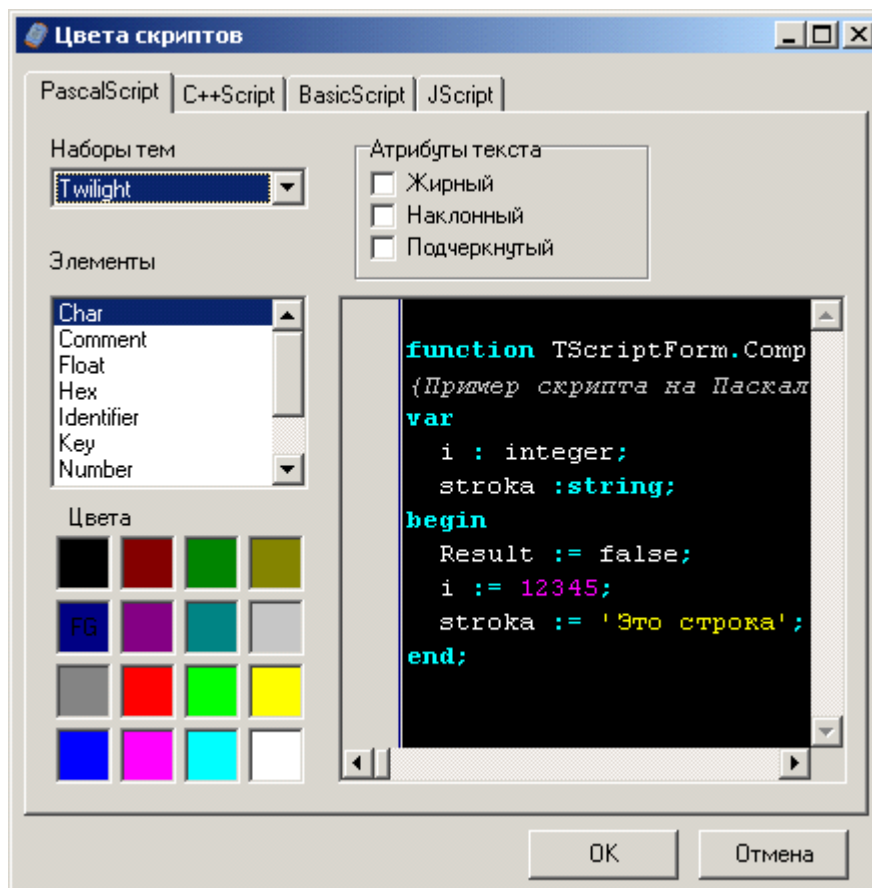 Цвета скриптов
PascalScript C++Script BasicScript JScript
Наборы тем
Twilight
Атрибуты текста
Жирный
Наклонный
Подчеркнутый
Элементы
Char
Comment
Float
Hex
Identifier
Key
Number
Цвета
FG
function TScriptForm.Comp
{Пример скрипта на Паскал
var
i : integer;
stroka :string;
begin
Result := false;
i := 12345;
stroka := 'Это строка';
end;
OK Отмена